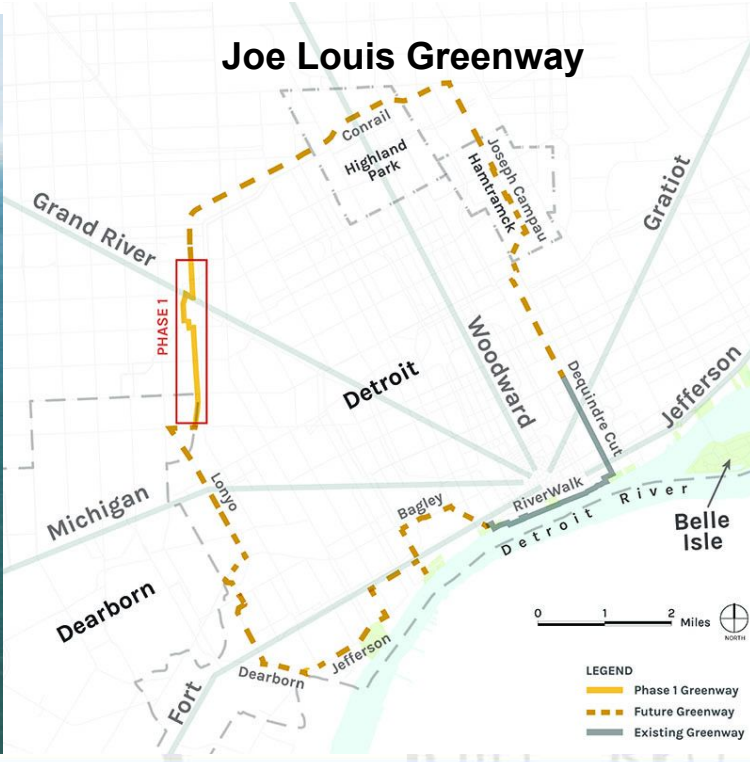 Joe Louis Greenway
Conrail
Highland
Park
Joseph Campau
Hamtramck
Gratiot
Grand River
PHASE 1
Woodward
Detroit
Dequindre Cut
Jefferson
Lonyo
Michigan
Bagley
RiverWalk
Detroit River
Belle
Isle
Dearborn
0 1 2 Miles
NORTH
Jefferson
Dearborn
Fort
LEGEND
Phase 1 Greenway
Future Greenway
Existing Greenway